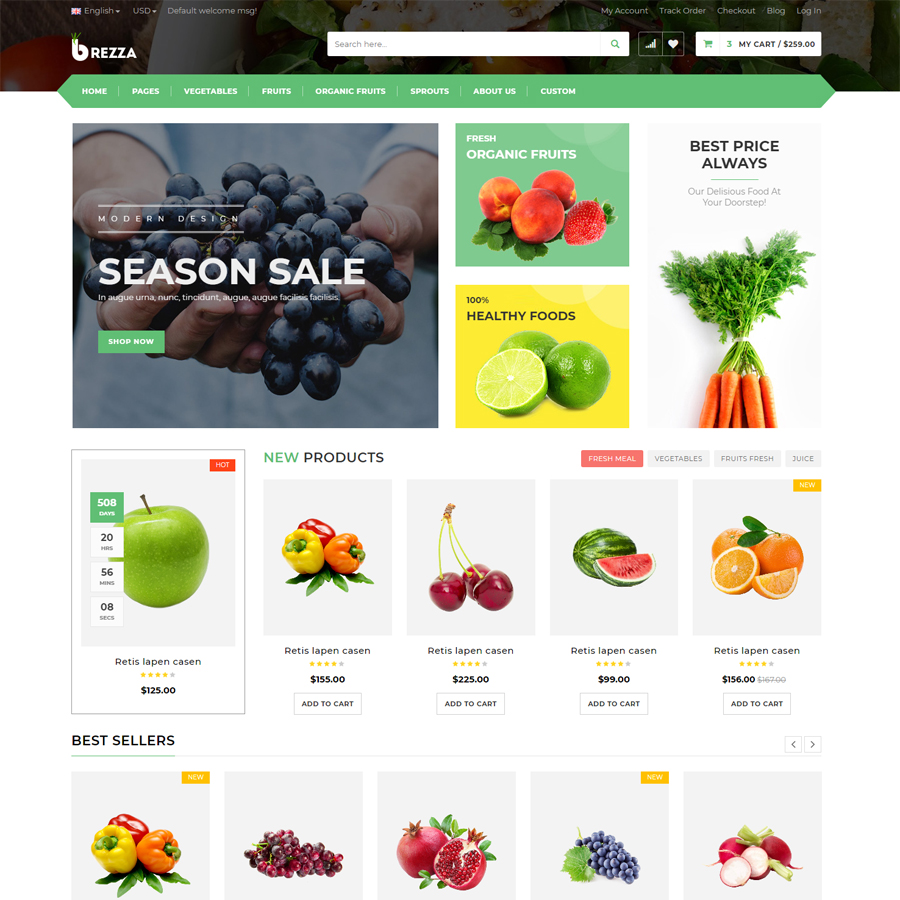 English USD Default welcome msg! My Account Track Order Checkout Blog Log In
brezza
Search here...
3 MY CART / $259.00
HOME PAGES VEGETABLES FRUITS ORGANIC FRUITS SPROUTS ABOUT US CUSTOM
MODERN DESIGN
SEASON SALE
In augue urna, nunc, tincidunt, augue, augue facilisis facilisis.
SHOP NOW
FRESH
ORGANIC FRUITS
100%
HEALTHY FOODS
BEST PRICE
ALWAYS
Our Delisious Food At
Your Doorstep!
HOT
508
DAYS
20
HRS
56
MINS
08
SECS
Retis lapen casen
$125.00
NEW PRODUCTS
FRESH MEAL VEGETABLES FRUITS FRESH JUICE
NEW
Retis lapen casen Retis lapen casen Retis lapen casen Retis lapen casen
$155.00 $225.00 $99.00 $156.00 $167.00
ADD TO CART ADD TO CART ADD TO CART ADD TO CART
BEST SELLERS
NEW NEW